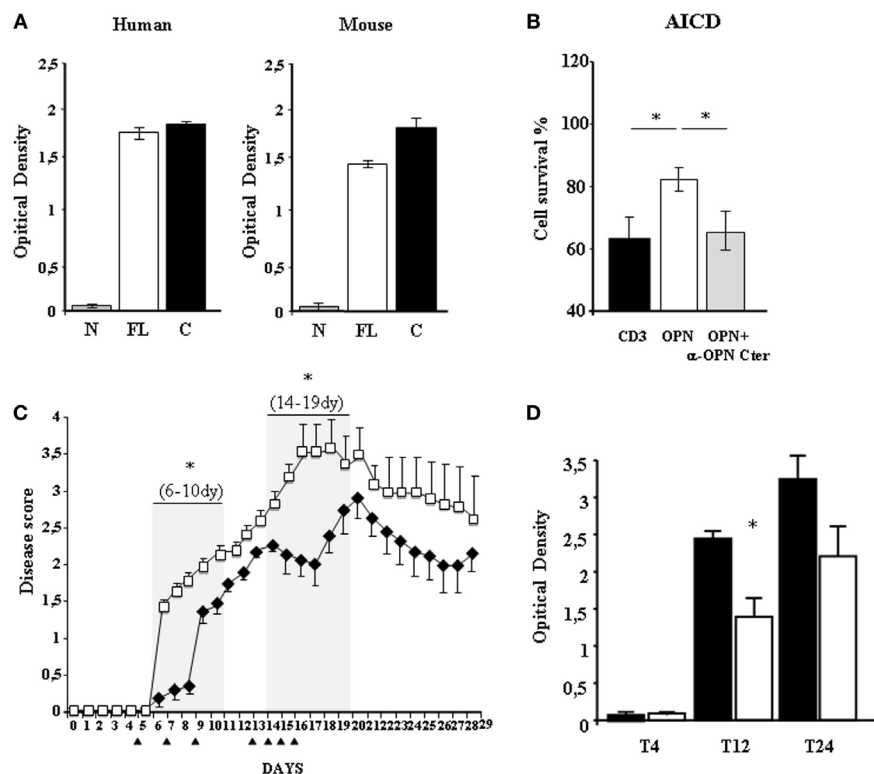 A
Human
Mouse
Opitical Density
2,5
2
1,5
1
0,5
0
N FL C
Opitical Density
2,5
2
1,5
1
0,5
0
N FL C
B
AICD
Cell survival %
120
100
80
60
40
* *
CD3 OPN OPN+
α-OPN Cter
C
Disease score
4
3,5
3
2,5
2
1,5
1
0,5
0
*
(6-10dy)
*
(14-19dy)
0 1 2 3 4 5 6 7 8 9 10 11 12 13 14 15 16 17 18 19 20 21 22 23 24 25 26 27 28 29
DAYS
D
Opitical Density
3,5
3
2,5
2
1,5
1
0,5
0
*
T4 T12 T24